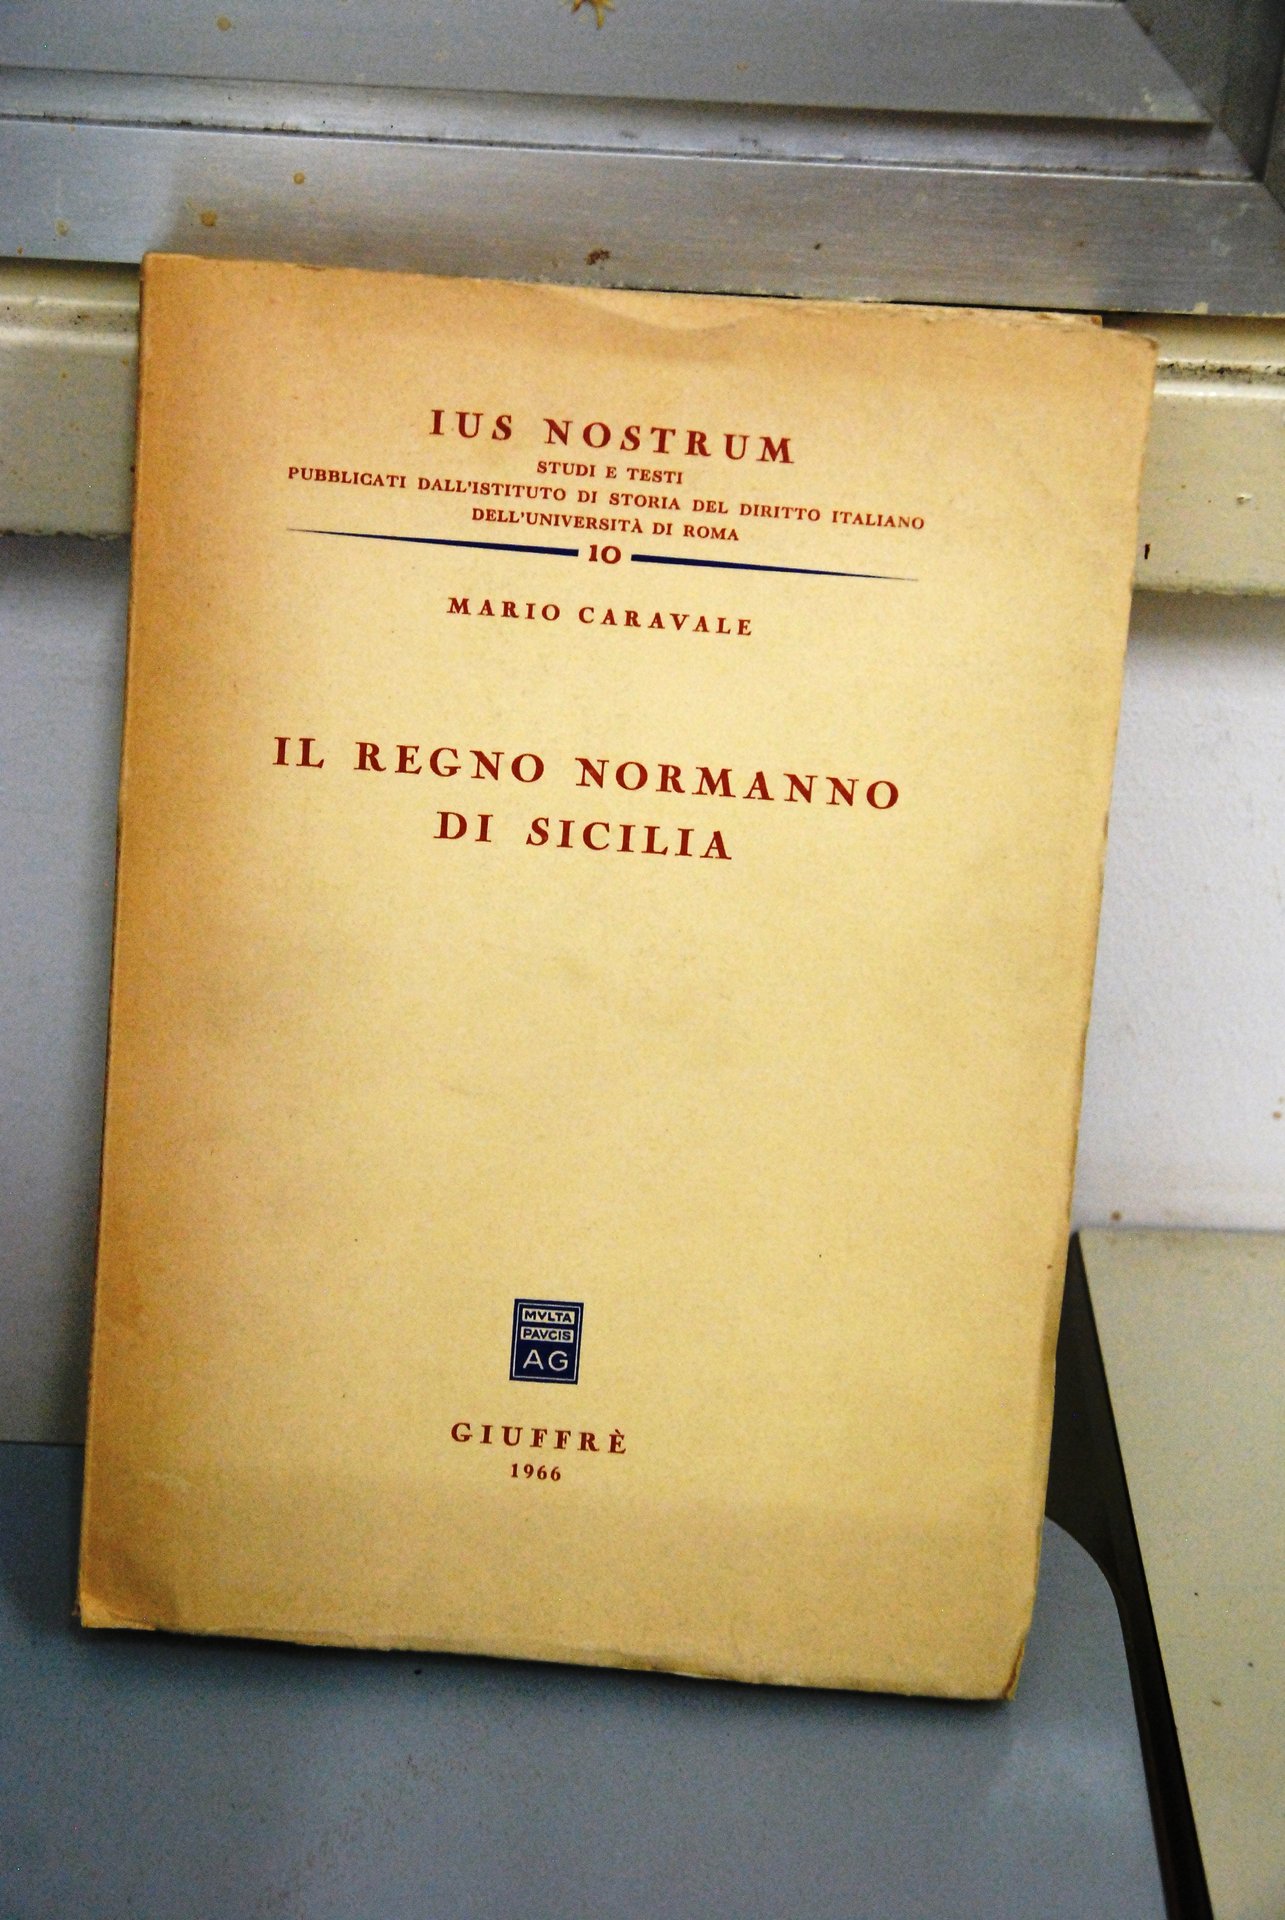 IUS NOSTRUM
STUDI E TESTI
PUBBLICATI DALL'ISTITUTO DI STORIA DEL DIRITTO ITALIANO
DELL'UNIVERSITÀ DI ROMA
10
MARIO CARAVALE
IL REGNO NORMANNO
DI SICILIA
MVLTA
PAVCIS
AG
GIUFFRÈ
1966